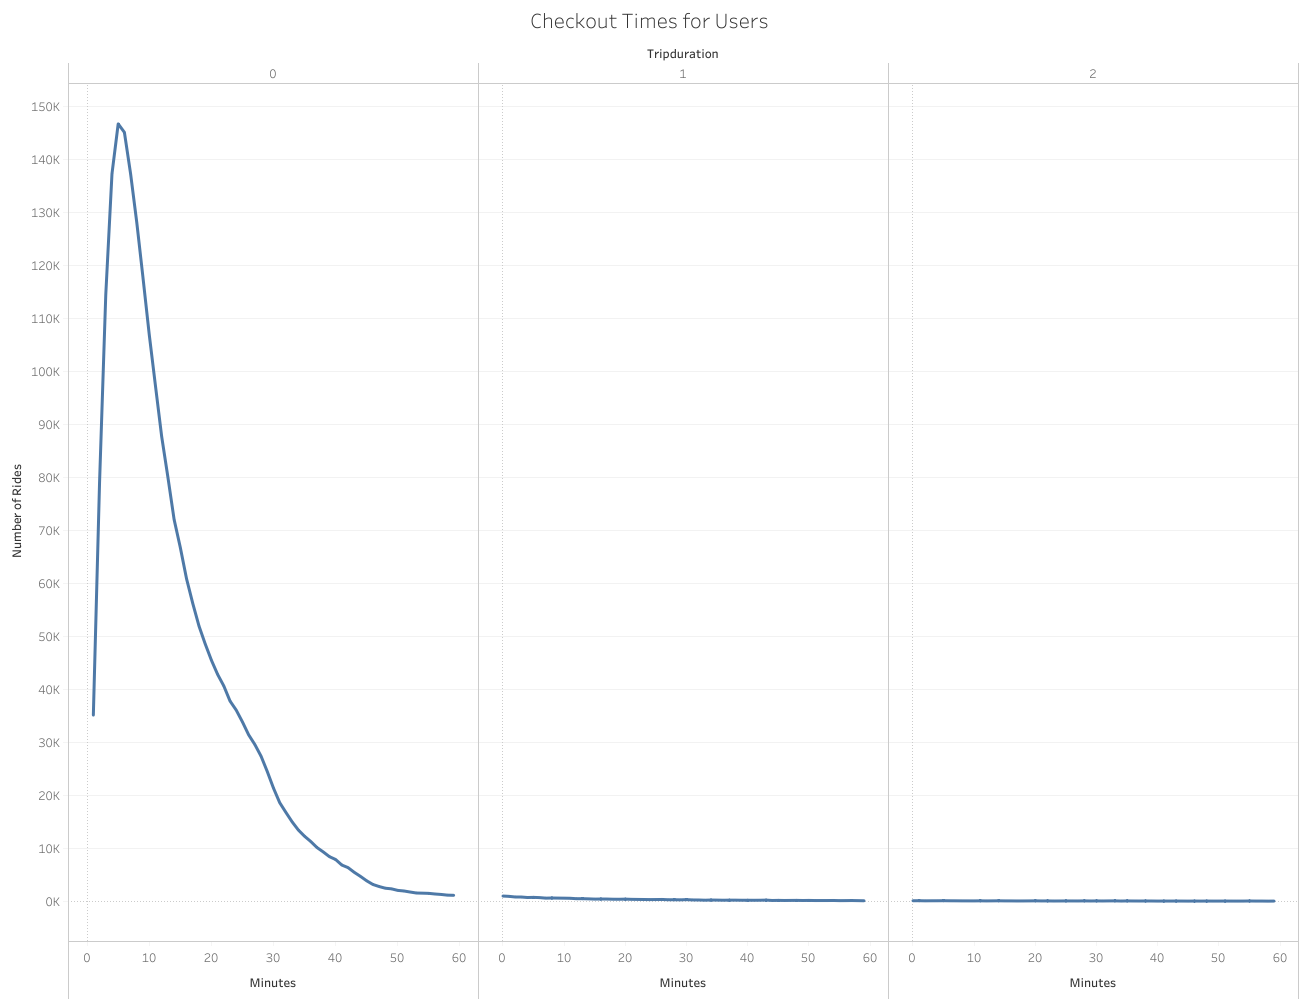 Checkout Times for Users
Tripduration
0 1 2
150K
140K
130K
120K
110K
100K
90K
80K
70K
60K
50K
40K
30K
20K
10K
0K
Number of Rides
0 10 20 30 40 50 60 0 10 20 30 40 50 60 0 10 20 30 40 50 60
Minutes Minutes Minutes